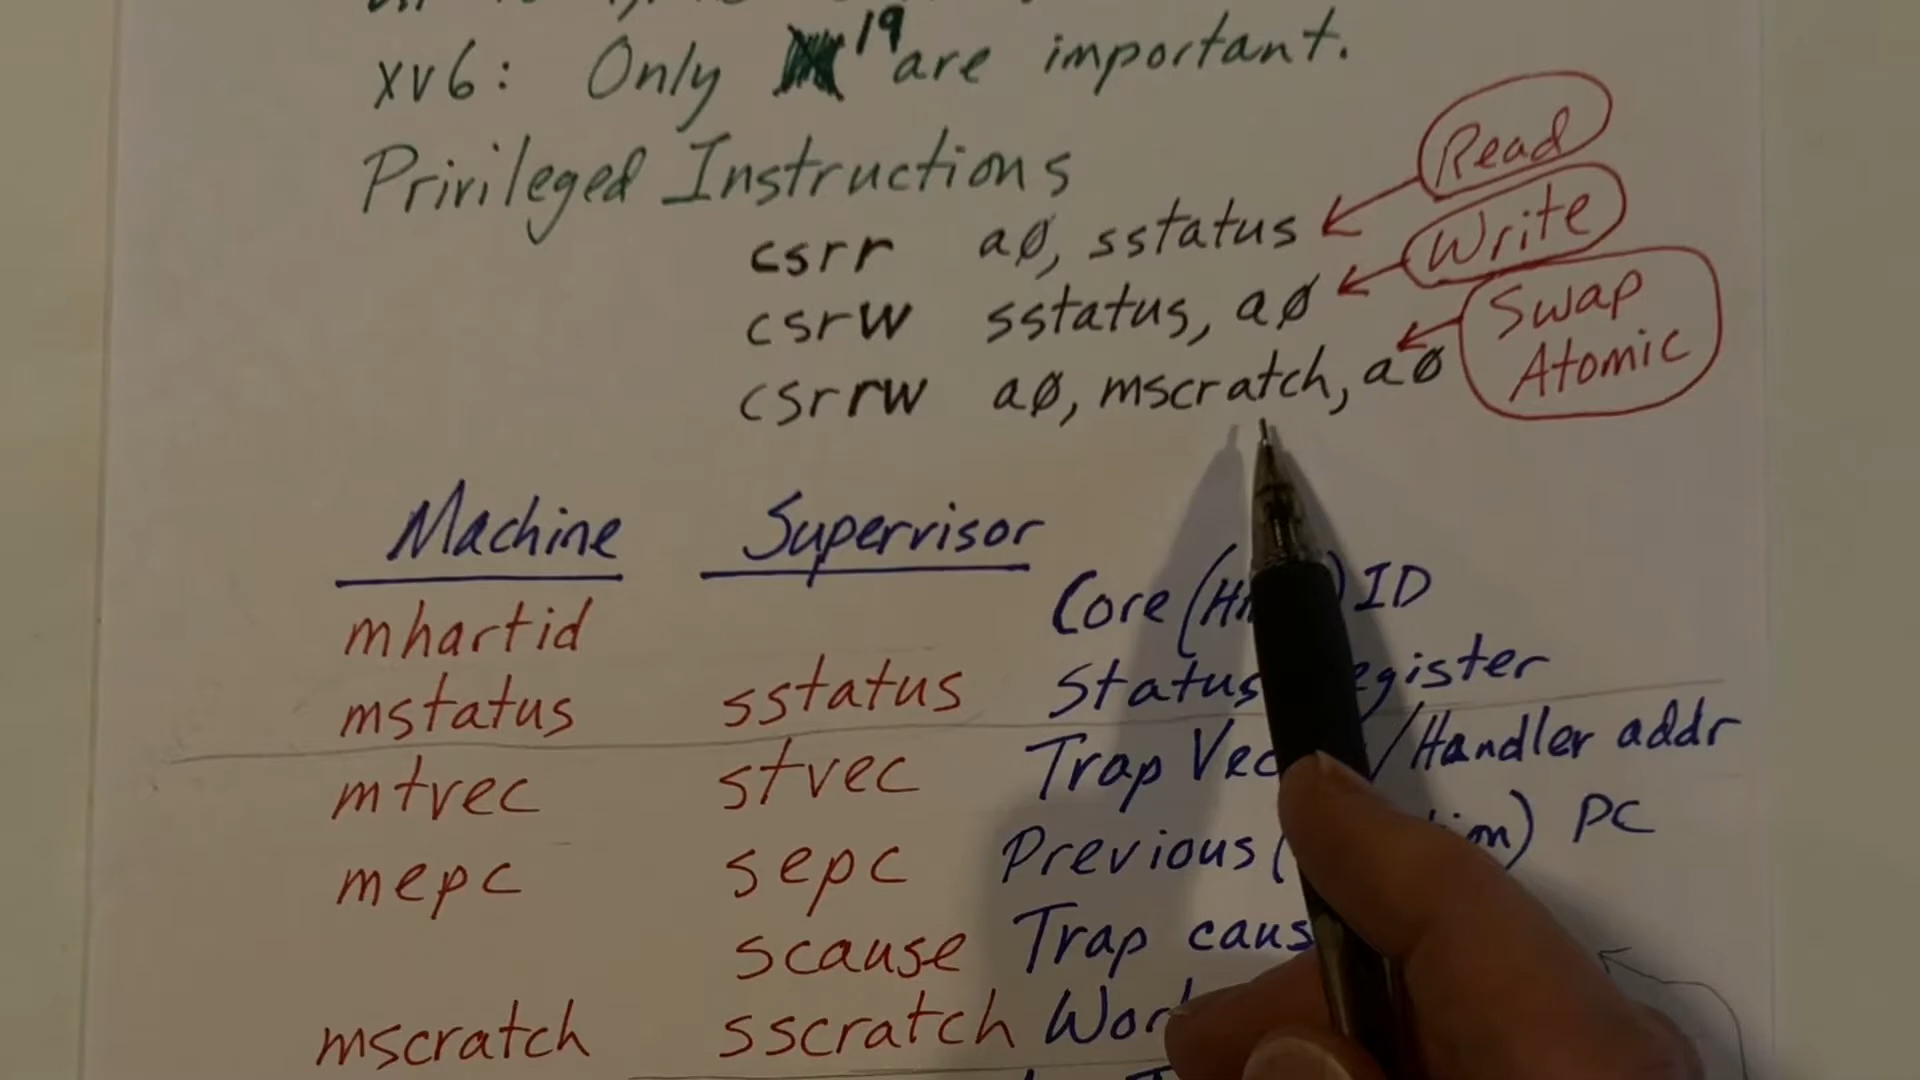 xv6: Only 19 are important.
Privileged Instructions
csrr a0, sstatus Read
csrw sstatus, a0 Write
csrrw a0, mscratch, a0 Swap Atomic
Machine Supervisor
mhartid Core ID
mstatus sstatus Status
mtvec stvec Trap /Handler addr
mepc sepc Previous PC
scause Trap
mscratch sscratch